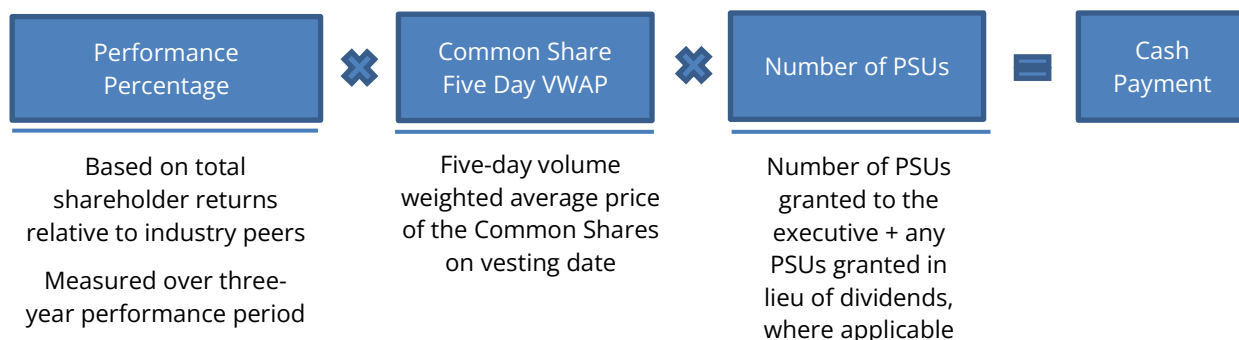 Performance
Percentage
Common Share
Five Day VWAP
Number of PSUs
Cash
Payment
Based on total
shareholder returns
relative to industry peers
Measured over three-
year performance period
Five-day volume
weighted average price
of the Common Shares
on vesting date
Number of PSUs
granted to the
executive + any
PSUs granted in
lieu of dividends,
where applicable